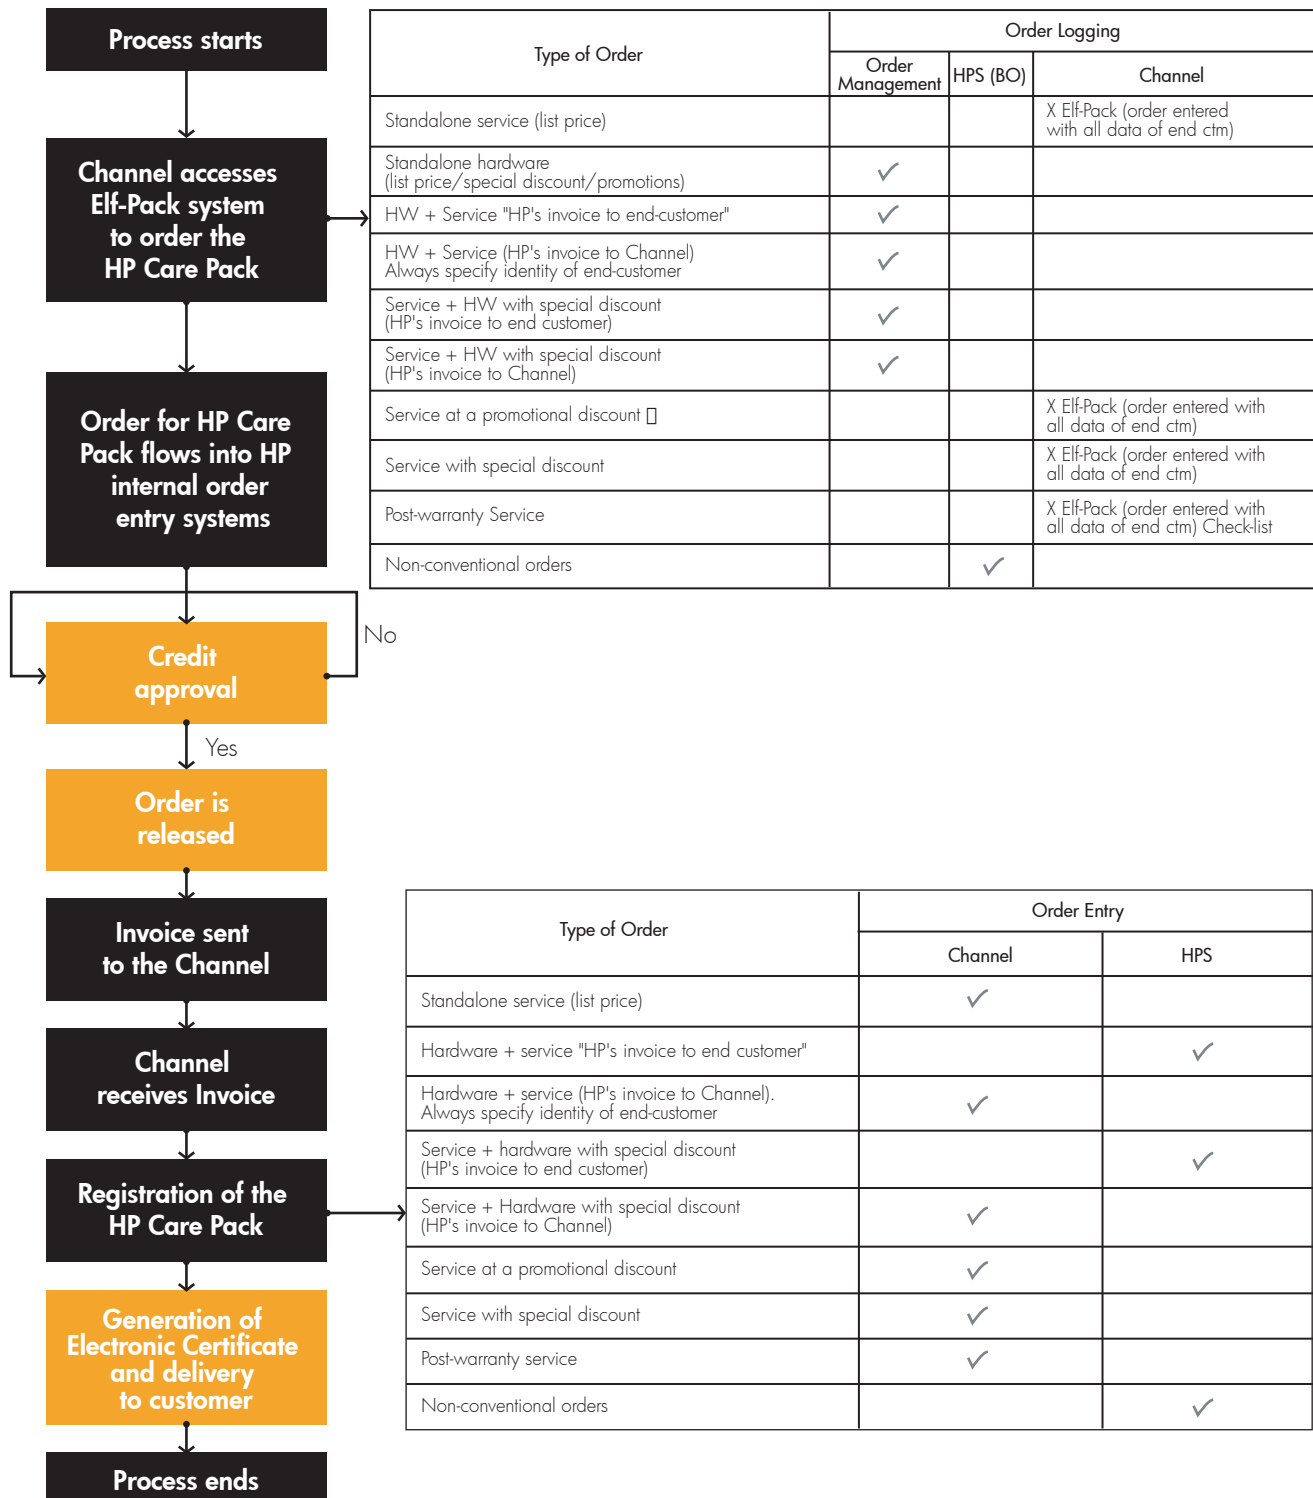 Process starts
Channel accesses
Elf-Pack system
to order the
HP Care Pack
Order for HP Care
Pack flows into HP
internal order
entry systems
Credit
approval
No
Yes
Order is
released
Invoice sent
to the Channel
Channel
receives Invoice
Registration of the
HP Care Pack
Generation of
Electronic Certificate
and delivery
to customer
Process ends
Type of Order
Order Logging
Order
Management
HPS (BO)
Channel
Standalone service (list price)
X Elf-Pack (order entered
with all data of end ctm)
Standalone hardware
(list price/special discount/promotions)
✓
HW + Service "HP's invoice to end-customer"
✓
HW + Service (HP's invoice to Channel)
Always specify identity of end-customer
✓
Service + HW with special discount
(HP's invoice to end customer)
✓
Service + HW with special discount
(HP's invoice to Channel)
✓
Service at a promotional discount ▯
X Elf-Pack (order entered with
all data of end ctm)
Service with special discount
X Elf-Pack (order entered with
all data of end ctm)
Post-warranty Service
X Elf-Pack (order entered with
all data of end ctm) Check-list
Non-conventional orders
✓
Type of Order
Order Entry
Channel
HPS
Standalone service (list price)
✓
Hardware + service "HP's invoice to end customer"
✓
Hardware + service (HP's invoice to Channel).
Always specify identity of end-customer
✓
Service + hardware with special discount
(HP's invoice to end customer)
✓
Service + Hardware with special discount
(HP's invoice to Channel)
✓
Service at a promotional discount
✓
Service with special discount
✓
Post-warranty service
✓
Non-conventional orders
✓